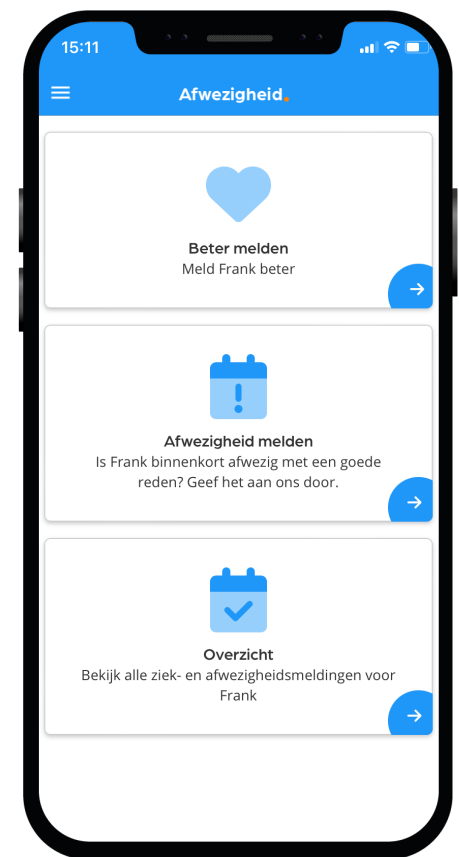 15:11
Afwezigheid.
Beter melden
Meld Frank beter
Afwezigheid melden
Is Frank binnenkort afwezig met een goede
reden? Geef het aan ons door.
Overzicht
Bekijk alle ziek- en afwezigheidsmeldingen voor
Frank